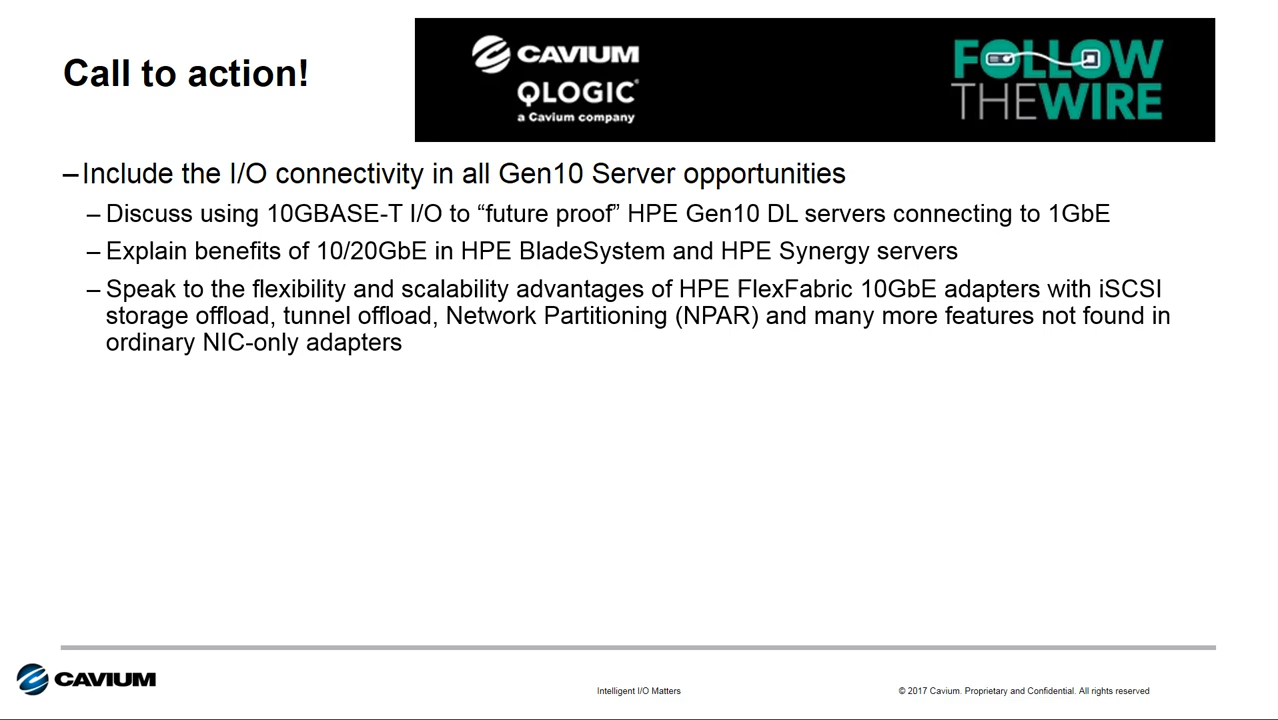 Call to action!
CAVIUM
QLOGIC®
a Cavium company
FOLLOW
THEWIRE
–Include the I/O connectivity in all Gen10 Server opportunities
– Discuss using 10GBASE-T I/O to “future proof” HPE Gen10 DL servers connecting to 1GbE
– Explain benefits of 10/20GbE in HPE BladeSystem and HPE Synergy servers
– Speak to the flexibility and scalability advantages of HPE FlexFabric 10GbE adapters with iSCSI
storage offload, tunnel offload, Network Partitioning (NPAR) and many more features not found in
ordinary NIC-only adapters
CAVIUM
Intelligent I/O Matters
© 2017 Cavium. Proprietary and Confidential. All rights reserved